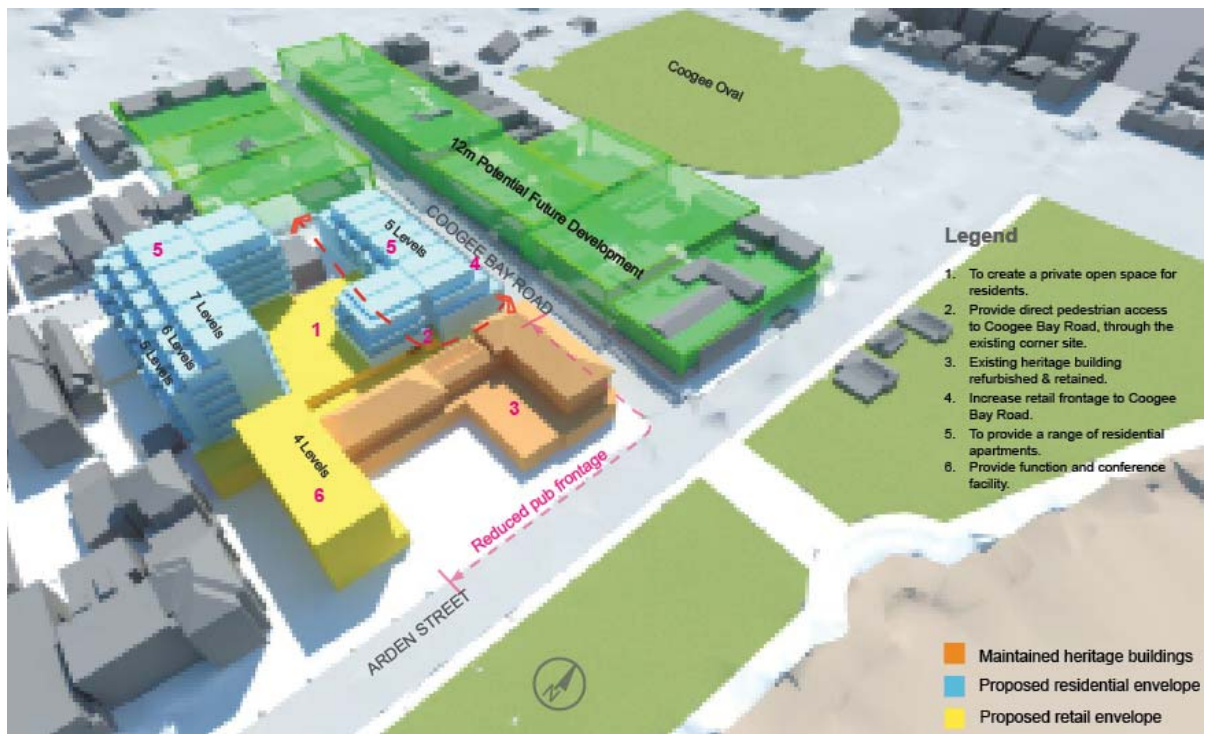 Coogee Oval
12m Potential Future Development
COOGEE BAY ROAD
5 Levels
5
4
5
7 Levels
6 Levels
5 Levels
1
2
3
4 Levels
6
Reduced pub frontage
ARDEN STREET
N
Legend
1. To create a private open space for
residents.
2. Provide direct pedestrian access
to Coogee Bay Road, through the
existing corner site.
3. Existing heritage building
refurbished & retained.
4. Increase retail frontage to Coogee
Bay Road.
5. To provide a range of residential
apartments.
6. Provide function and conference
facility.
Maintained heritage buildings
Proposed residential envelope
Proposed retail envelope